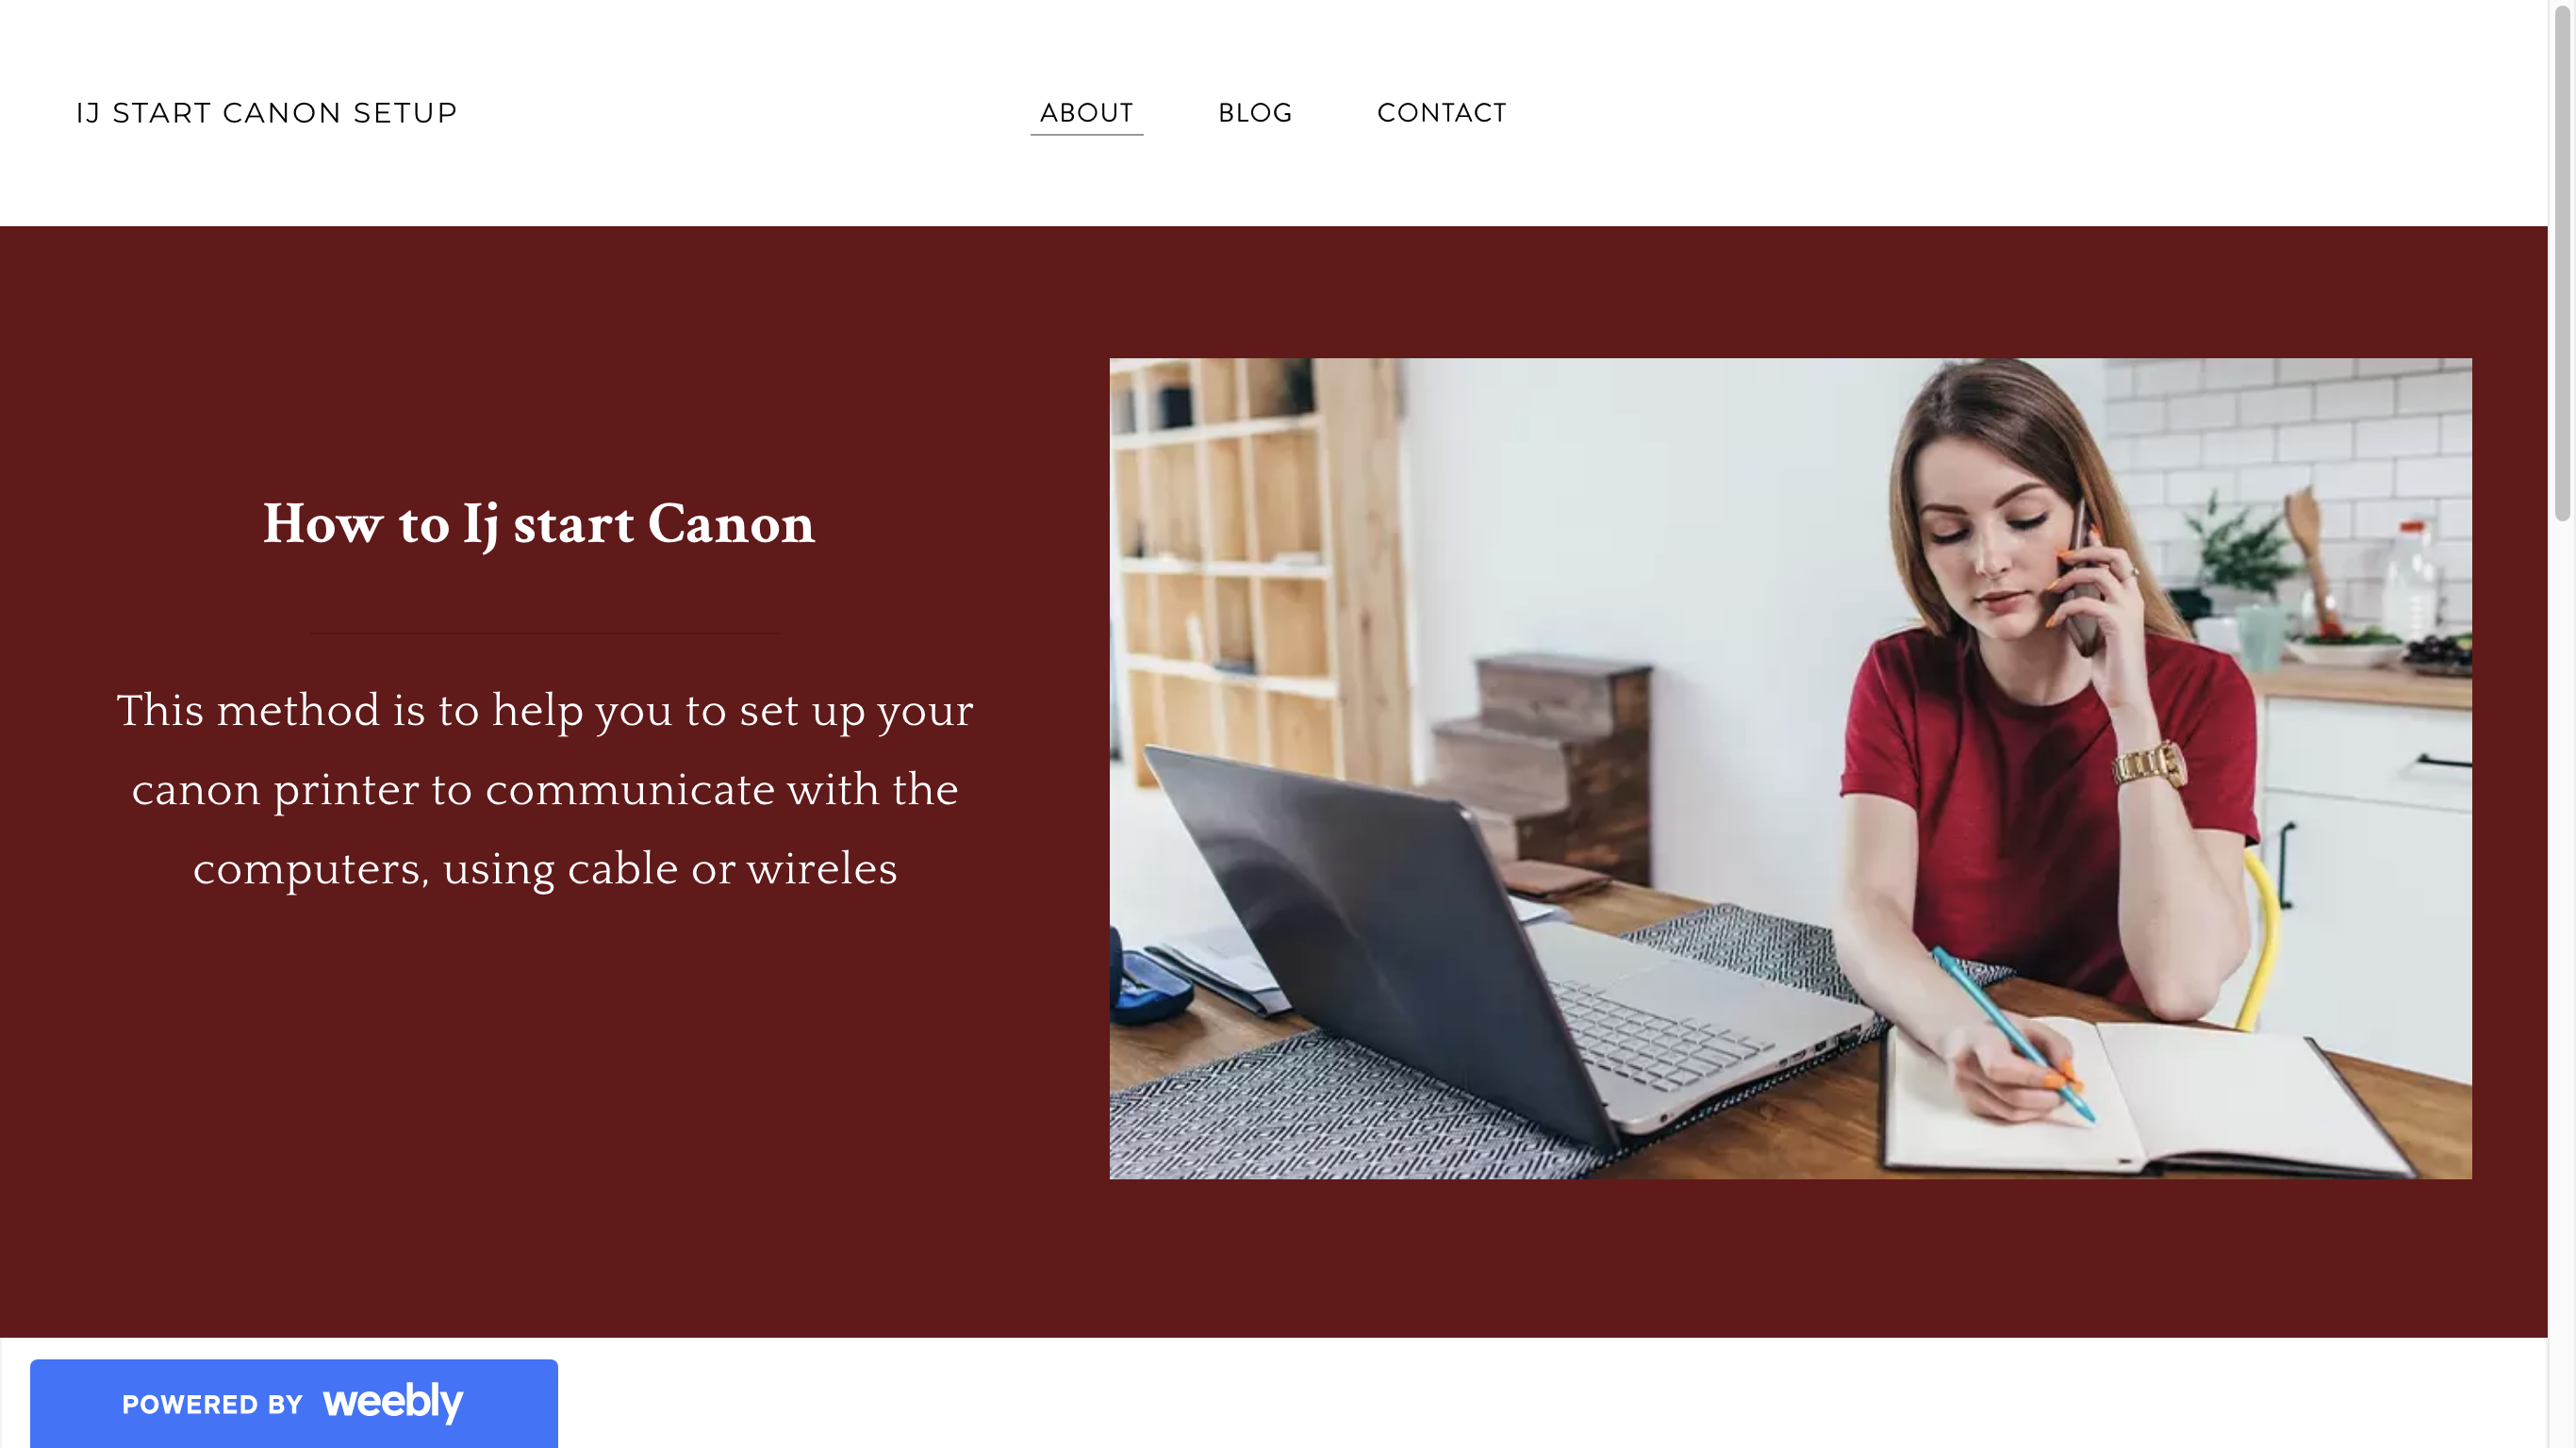 IJ START CANON SETUP
ABOUT
BLOG
CONTACT
How to Ij start Canon
This method is to help you to set up your
canon printer to communicate with the
computers, using cable or wireles
POWERED BY weebly